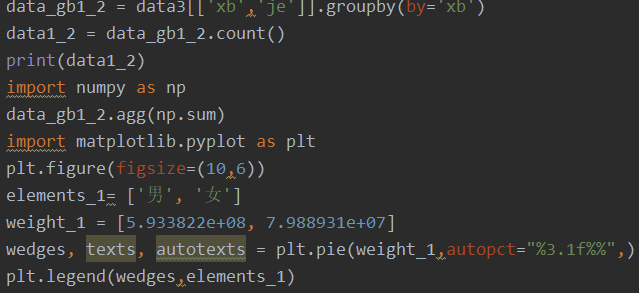 data_gb1_2 = data3[['xb','je']].groupby(by='xb')
data1_2 = data_gb1_2.count()
print(data1_2)
import numpy as np
data_gb1_2.agg(np.sum)
import matplotlib.pyplot as plt
plt.figure(figsize=(10,6))
elements_1= ['男', '女']
weight_1 = [5.933822e+08, 7.988931e+07]
wedges, texts, autotexts = plt.pie(weight_1,autopct="%3.1f%%",)
plt.legend(wedges,elements_1)